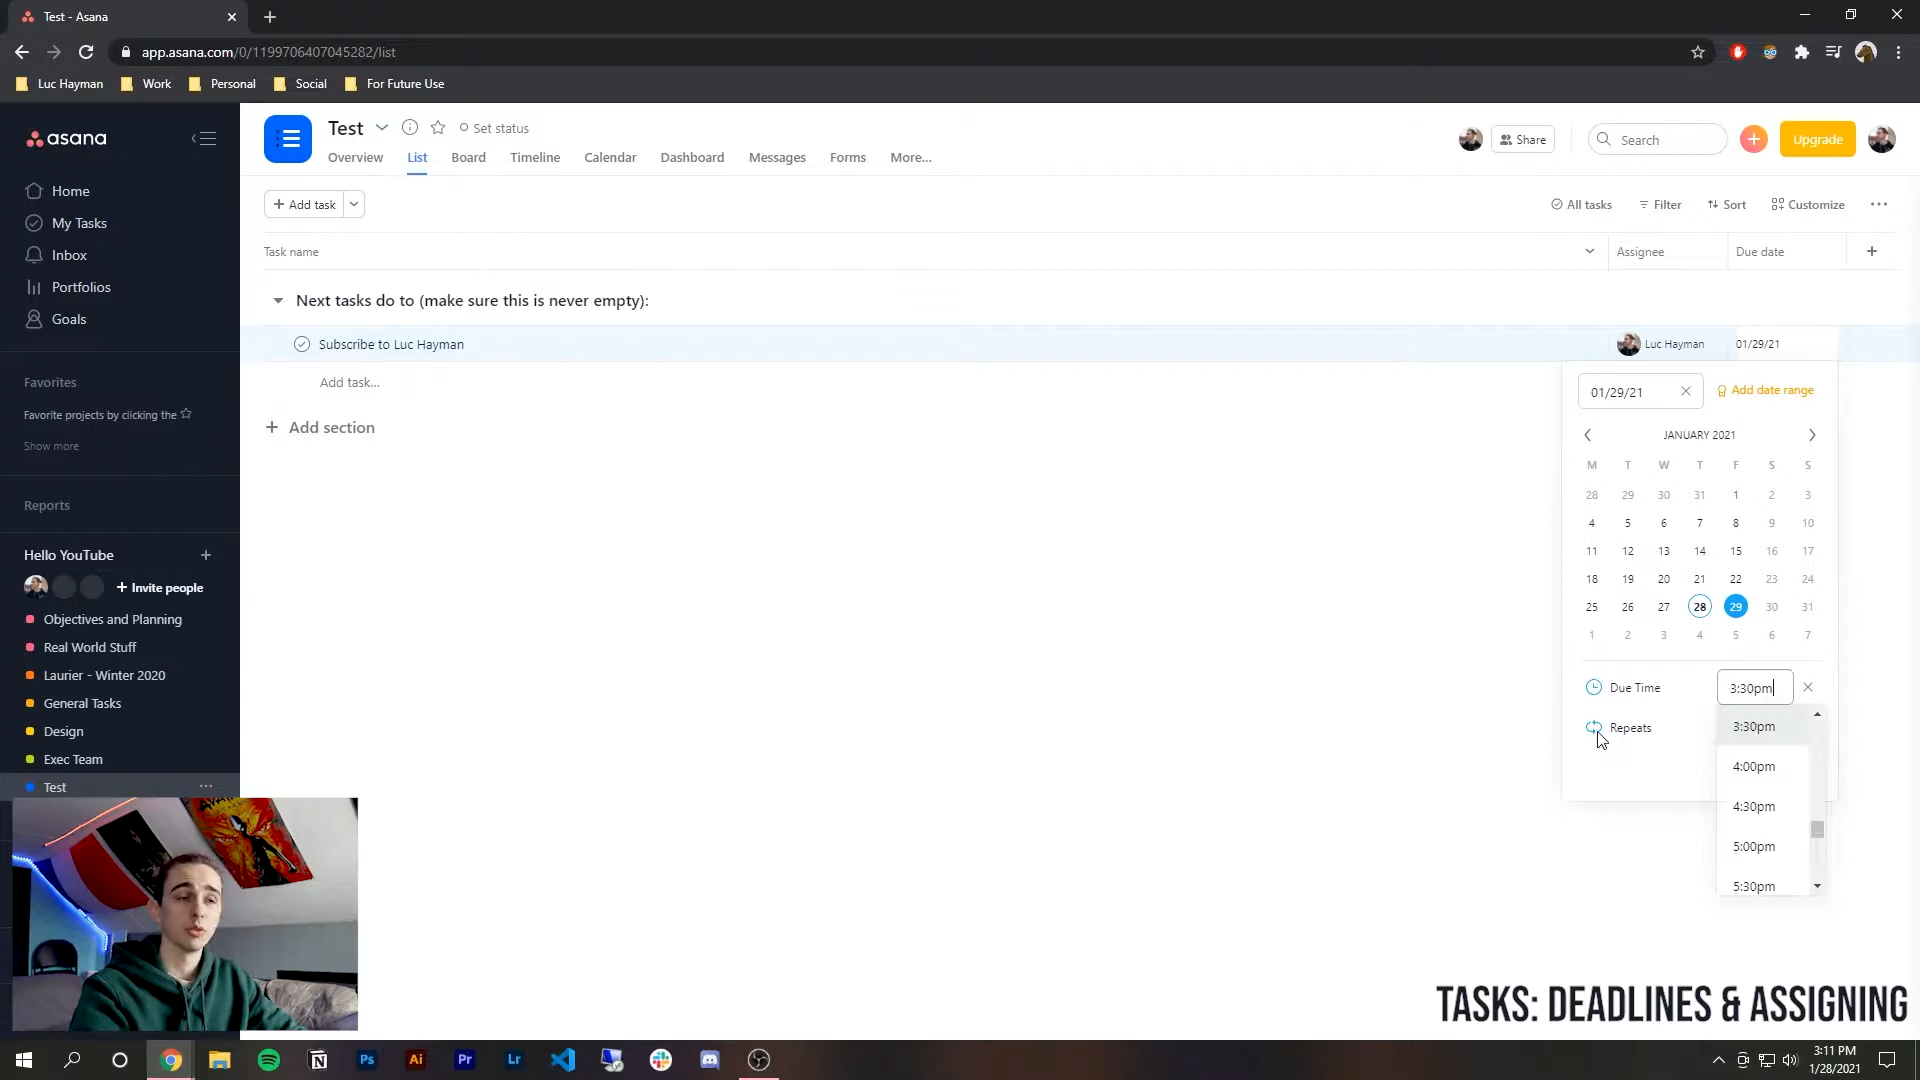 Test - Asana
app.asana.com/0/1199706407045282/list
Luc Hayman
Work
Personal
Social
For Future Use
asana
Home
My Tasks
Inbox
Portfolios
Goals
Favorites
Favorite projects by clicking the
Show more
Reports
Hello YouTube
Invite people
Objectives and Planning
Real World Stuff
Laurier - Winter 2020
General Tasks
Design
Exec Team
Test
Test
Set status
Overview
List
Board
Timeline
Calendar
Dashboard
Messages
Forms
More...
Share
Search
Upgrade
Add task
All tasks
Filter
Sort
Customize
Task name
Assignee
Due date
Next tasks do to (make sure this is never empty):
Subscribe to Luc Hayman
Luc Hayman
01/29/21
Add task...
Add section
01/29/21
Add date range
JANUARY 2021
M T W T F S S
28 29 30 31 1 2 3
4 5 6 7 8 9 10
11 12 13 14 15 16 17
18 19 20 21 22 23 24
25 26 27 28 29 30 31
1 2 3 4 5 6 7
Due Time
3:30pm
Repeats
3:30pm
4:00pm
4:30pm
5:00pm
5:30pm
TASKS: DEADLINES & ASSIGNING
Ps
Ai
Pr
Lr
3:11 PM
1/28/2021